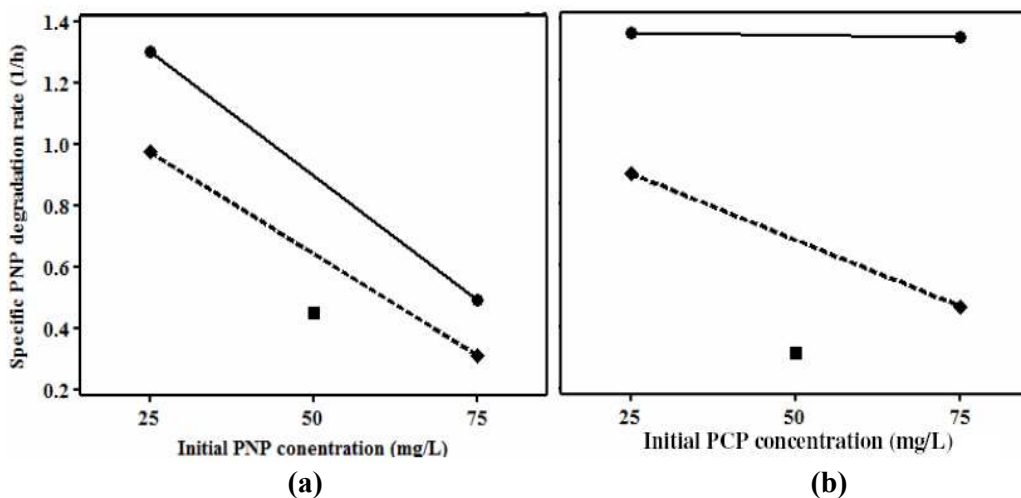 Specific PNP degradation rate (1/h)
1.4
1.2
1.0
0.8
0.6
0.4
0.2
25 50 75
Initial PNP conentration (mg/L)
(a)
25 50 75
Initial PCP concentration (mg/L)
(b)